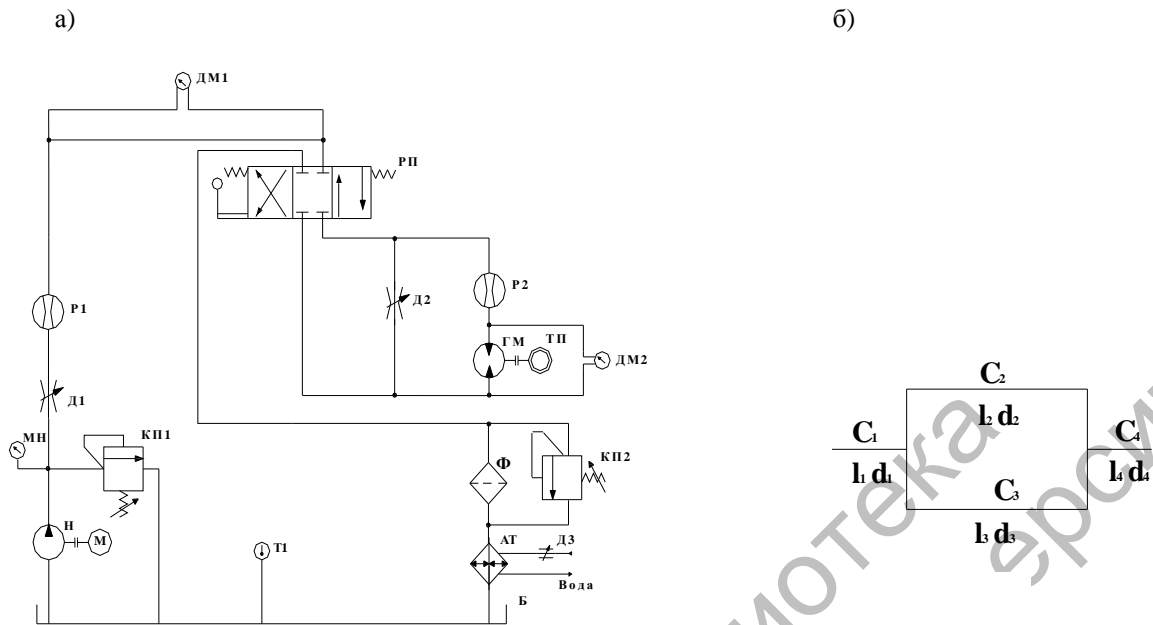 а)
б)
ДМ1
РП
Р1
Д2
Р2
ГМ
ТП
ДМ2
Д1
МН
КП1
Ф
КП2
Н
М
Т1
АТ
Д3
Вода
Б
C₂
l₂ d₂
C₁
l₁ d₁
C₄
l₄ d₄
C₃
l₃ d₃